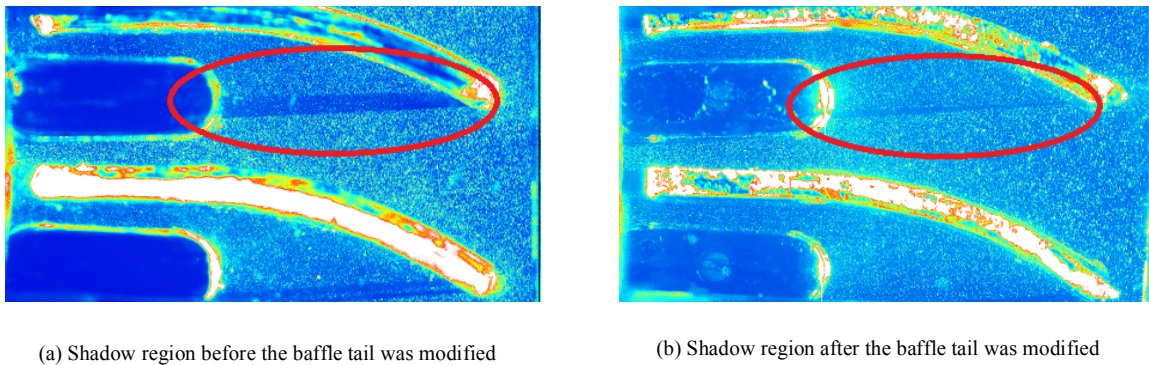 (a) Shadow region before the baffle tail was modified
(b) Shadow region after the baffle tail was modified